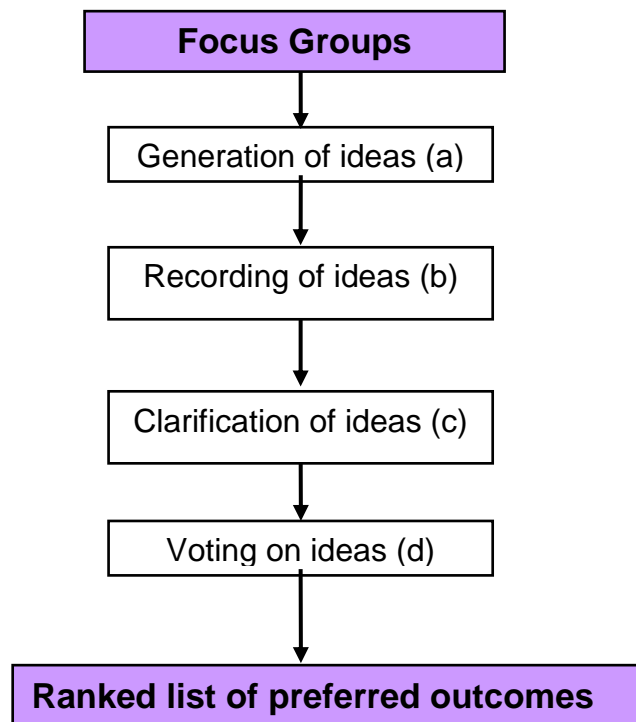 Focus Groups
Generation of ideas (a)
Recording of ideas (b)
Clarification of ideas (c)
Voting on ideas (d)
Ranked list of preferred outcomes